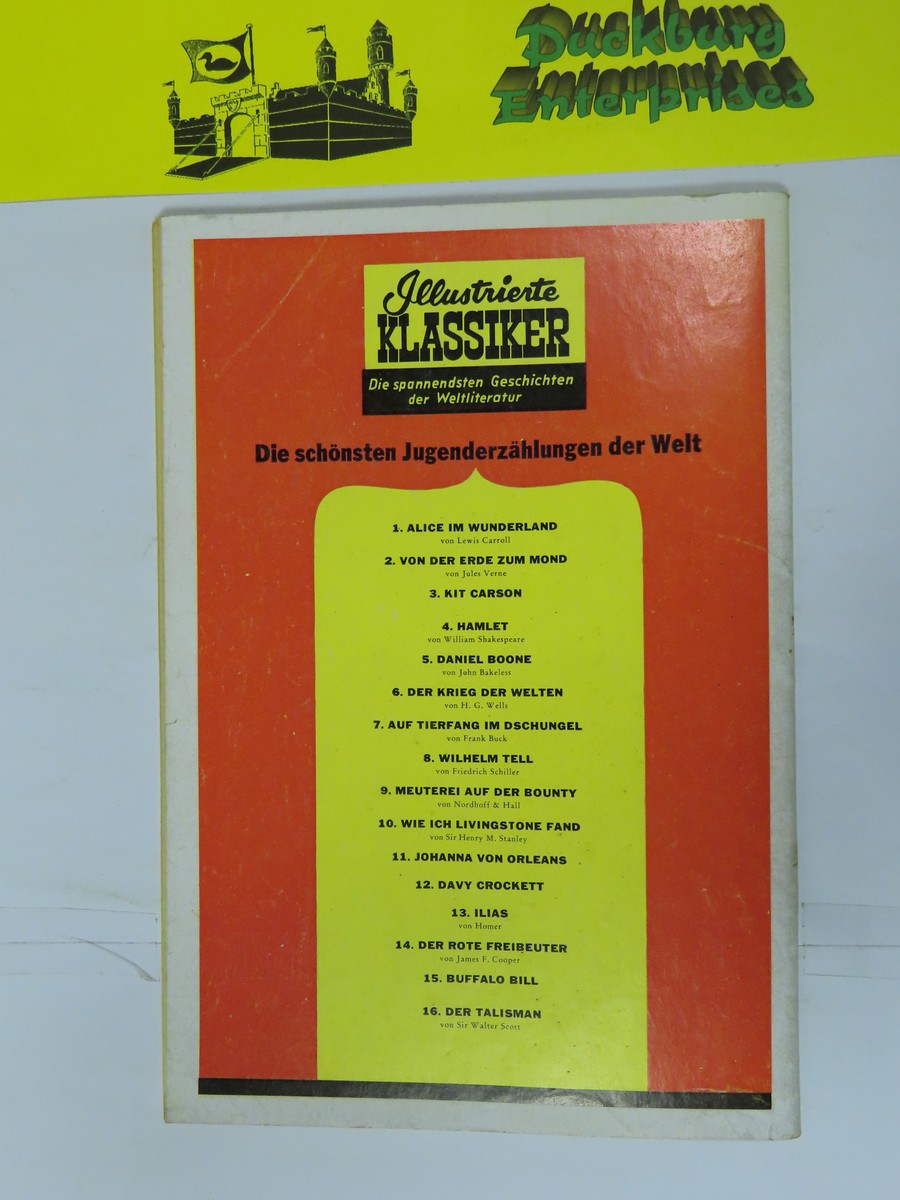 Duckburg
Enterprises
Illustrierte
KLASSIKER
Die spannendsten Geschichten
der Weltliteratur
Die schönsten Jugenderzählungen der Welt
1. ALICE IM WUNDERLAND
von Lewis Carroll
2. VON DER ERDE ZUM MOND
von Jules Verne
3. KIT CARSON
4. HAMLET
von William Shakespeare
5. DANIEL BOONE
von John Bakeless
6. DER KRIEG DER WELTEN
von H. G. Wells
7. AUF TIERFANG IM DSCHUNGEL
von Frank Buck
8. WILHELM TELL
von Friedrich Schiller
9. MEUTEREI AUF DER BOUNTY
von Nordhoff & Hall
10. WIE ICH LIVINGSTONE FAND
von Sir Henry M. Stanley
11. JOHANNA VON ORLEANS
12. DAVY CROCKETT
13. ILIAS
von Homer
14. DER ROTE FREIBEUTER
von James F. Cooper
15. BUFFALO BILL
16. DER TALISMAN
von Sir Walter Scott